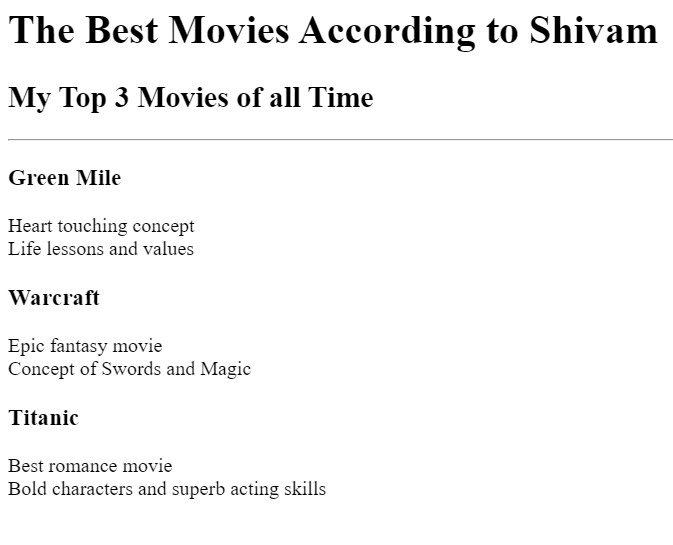 The Best Movies According to Shivam
My Top 3 Movies of all Time
Green Mile
Heart touching concept
Life lessons and values
Warcraft
Epic fantasy movie
Concept of Swords and Magic
Titanic
Best romance movie
Bold characters and superb acting skills